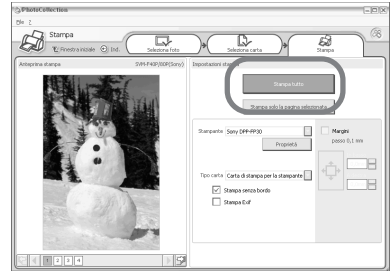 PhotoCollection
File ?
Stampa
Finestra iniziale Ind.
Seleziona foto
Seleziona carta
Stampa
Anteprima stampa SVM-F40P/80P(Sony)
Impostazioni stampa
Stampa tutto
Stampa solo la pagina selezionata
Stampante Sony DPP-FP30
Proprietà
Margini
passo 0,1 mm
Tipo carta Carta di stampa per la stampante
Stampa senza bordo
Stampa Exif
1 2 3 4